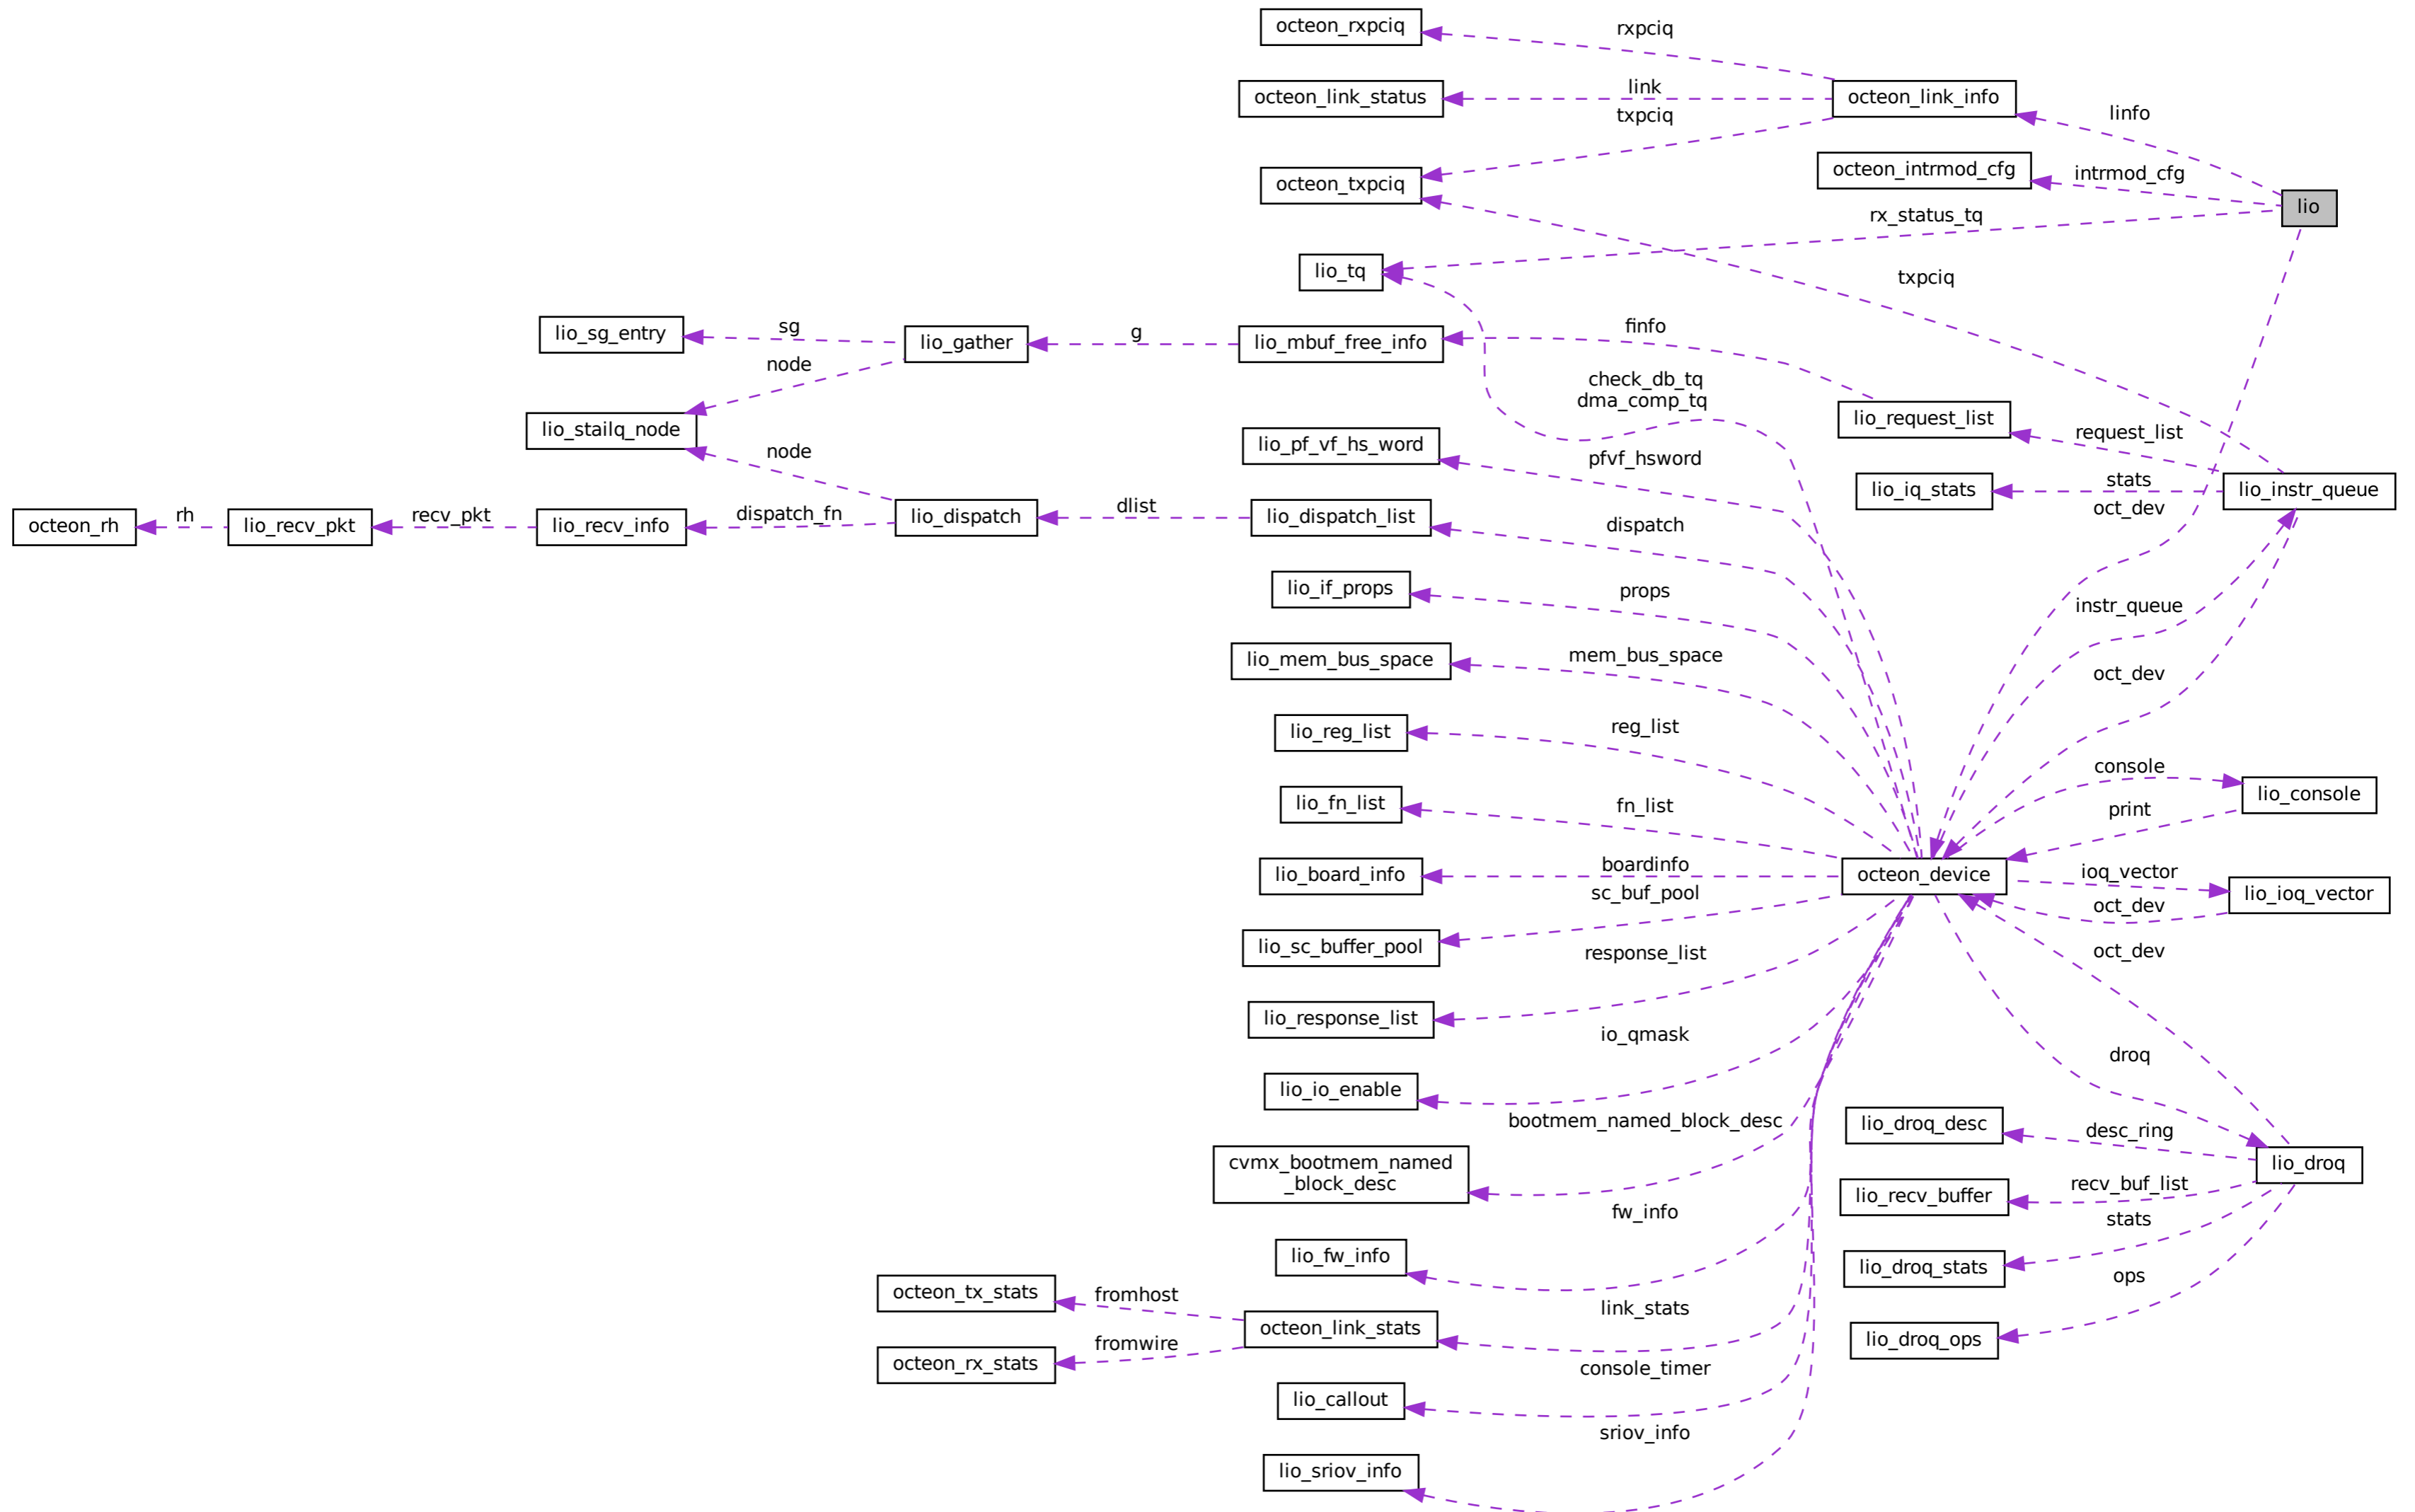 octeon_rxpciq
rxpciq
octeon_link_status
link
octeon_link_info
txpciq
linfo
octeon_txpciq
octeon_intrmod_cfg
intrmod_cfg
lio
rx_status_tq
lio_tq
txpciq
lio_sg_entry
sg
lio_gather
g
lio_mbuf_free_info
finfo
node
check_db_tq
dma_comp_tq
lio_request_list
lio_stailq_node
request_list
node
lio_pf_vf_hs_word
pfvf_hsword
lio_iq_stats
stats
lio_instr_queue
oct_dev
octeon_rh
rh
lio_recv_pkt
recv_pkt
lio_recv_info
dispatch_fn
lio_dispatch
dlist
lio_dispatch_list
dispatch
lio_if_props
props
instr_queue
lio_mem_bus_space
mem_bus_space
oct_dev
lio_reg_list
reg_list
console
lio_console
lio_fn_list
fn_list
print
lio_board_info
boardinfo
octeon_device
ioq_vector
lio_ioq_vector
sc_buf_pool
oct_dev
lio_sc_buffer_pool
response_list
oct_dev
lio_response_list
io_qmask
droq
lio_io_enable
bootmem_named_block_desc
lio_droq_desc
desc_ring
cvmx_bootmem_named
_block_desc
lio_droq
lio_recv_buffer
recv_buf_list
fw_info
stats
lio_fw_info
lio_droq_stats
ops
octeon_tx_stats
fromhost
link_stats
octeon_link_stats
lio_droq_ops
octeon_rx_stats
fromwire
console_timer
lio_callout
sriov_info
lio_sriov_info